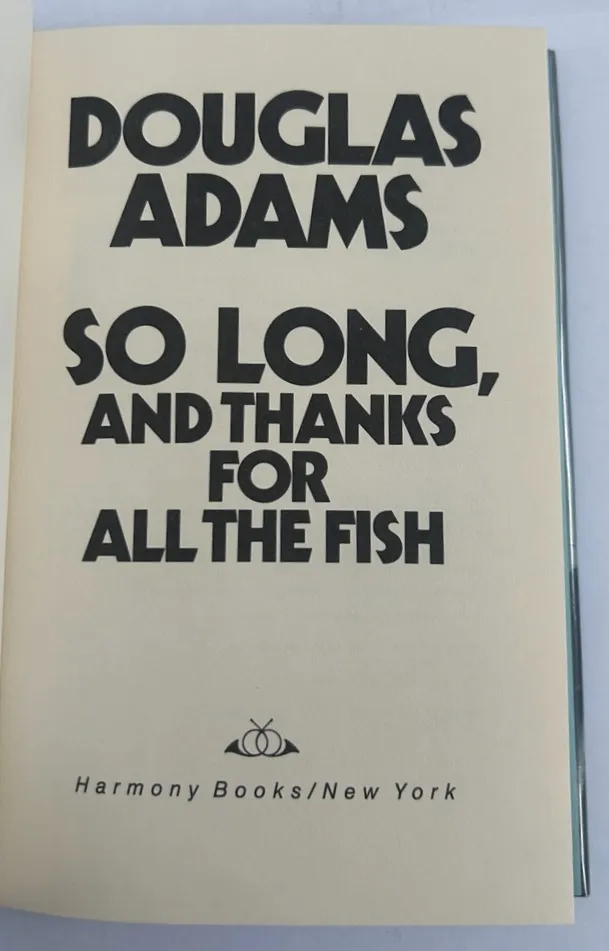 DOUGLAS
ADAMS
SO LONG,
AND THANKS
FOR
ALL THE FISH
Harmony Books/New York